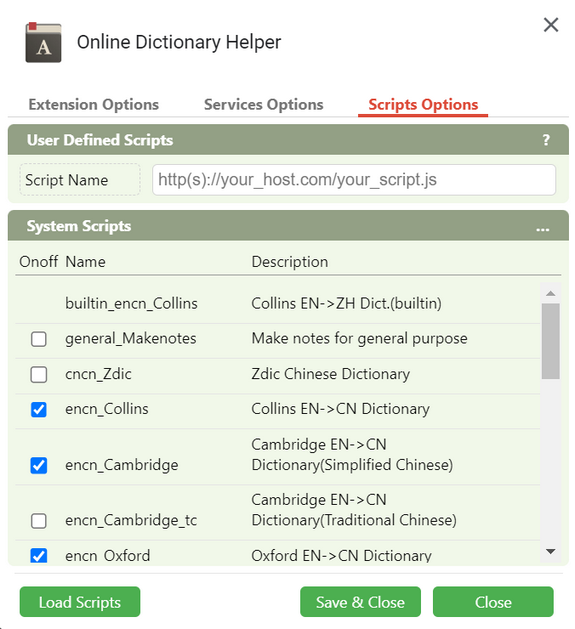 A
Online Dictionary Helper
Extension Options Services Options Scripts Options
User Defined Scripts ?
Script Name http(s)://your_host.com/your_script.js
System Scripts ...
Onoff Name Description
builtin_encn_Collins Collins EN->ZH Dict.(builtin)
general_Makenotes Make notes for general purpose
cncn_Zdic Zdic Chinese Dictionary
encn_Collins Collins EN->CN Dictionary
Cambridge EN->CN
encn_Cambridge Dictionary(Simplified Chinese)
Cambridge EN->CN
encn_Cambridge_tc Dictionary(Traditional Chinese)
encn_Oxford Oxford EN->CN Dictionary
Load Scripts Save & Close Close